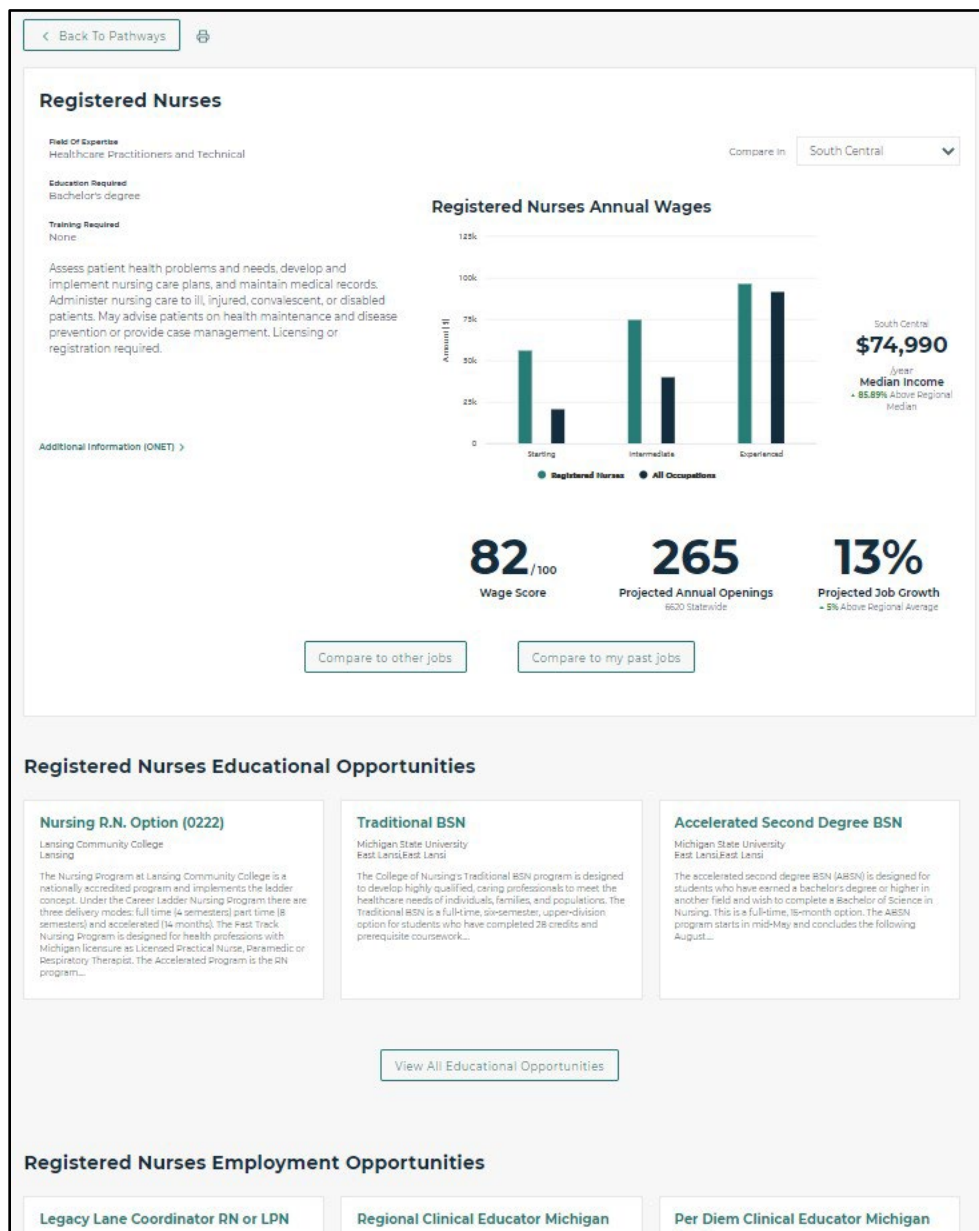 Back To Pathways
Registered Nurses
Field Of Expertise
Healthcare Practitioners and Technical
Education Required
Bachelor's degree
Training Required
None
Assess patient health problems and needs, develop and
implement nursing care plans, and maintain medical records.
Administer nursing care to ill, injured, convalescent, or disabled
patients. May advise patients on health maintenance and disease
prevention or provide case management. Licensing or
registration required.
Additional Information (ONET) >
Compare In
South Central
Registered Nurses Annual Wages
125k
100k
75k
50k
25k
0
Amount ($)
Starting
Intermediate
Experienced
Registered Nurses
All Occupations
South Central
$74,990
/year
Median Income
85.89% Above Regional
Median
82 /100
Wage Score
265
Projected Annual Openings
6620 Statewide
13%
Projected Job Growth
5% Above Regional Average
Compare to other jobs
Compare to my past jobs
Registered Nurses Educational Opportunities
Nursing R.N. Option (0222)
Lansing Community College
Lansing
The Nursing Program at Lansing Community College is a
nationally accredited program and implements the ladder
concept. Under the Career Ladder Nursing Program there are
three delivery modes: full time (4 semesters) part time (8
semesters) and accelerated (14 months). The Fast Track
Nursing Program is designed for health professions with
Michigan licensure as Licensed Practical Nurse, Paramedic or
Respiratory Therapist. The Accelerated Program is the RN
program....
Traditional BSN
Michigan State University
East Lansi,East Lansi
The College of Nursing's Traditional BSN program is designed
to develop highly qualified, caring professionals to meet the
healthcare needs of individuals, families, and populations. The
Traditional BSN is a full-time, six-semester, upper-division
option for students who have completed 28 credits and
prerequisite coursework....
Accelerated Second Degree BSN
Michigan State University
East Lansi,East Lansi
The accelerated second degree BSN (ABSN) is designed for
students who have earned a bachelor's degree or higher in
another field and wish to complete a Bachelor of Science in
Nursing. This is a full-time, 15-month option. The ABSN
program starts in mid-May and concludes the following
August....
View All Educational Opportunities
Registered Nurses Employment Opportunities
Legacy Lane Coordinator RN or LPN
Regional Clinical Educator Michigan
Per Diem Clinical Educator Michigan